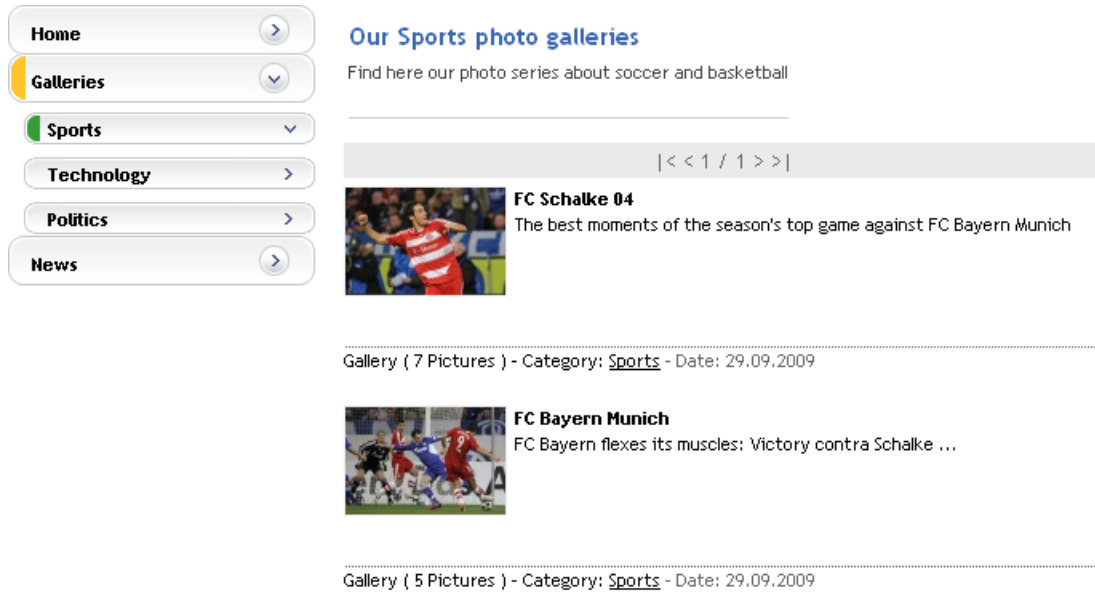 Home
Galleries
Sports
Technology
Politics
News
Our Sports photo galleries
Find here our photo series about soccer and basketball
|< < 1 / 1 > >|
FC Schalke 04
The best moments of the season's top game against FC Bayern Munich
Gallery ( 7 Pictures ) - Category: Sports - Date: 29.09.2009
FC Bayern Munich
FC Bayern flexes its muscles: Victory contra Schalke ...
Gallery ( 5 Pictures ) - Category: Sports - Date: 29.09.2009